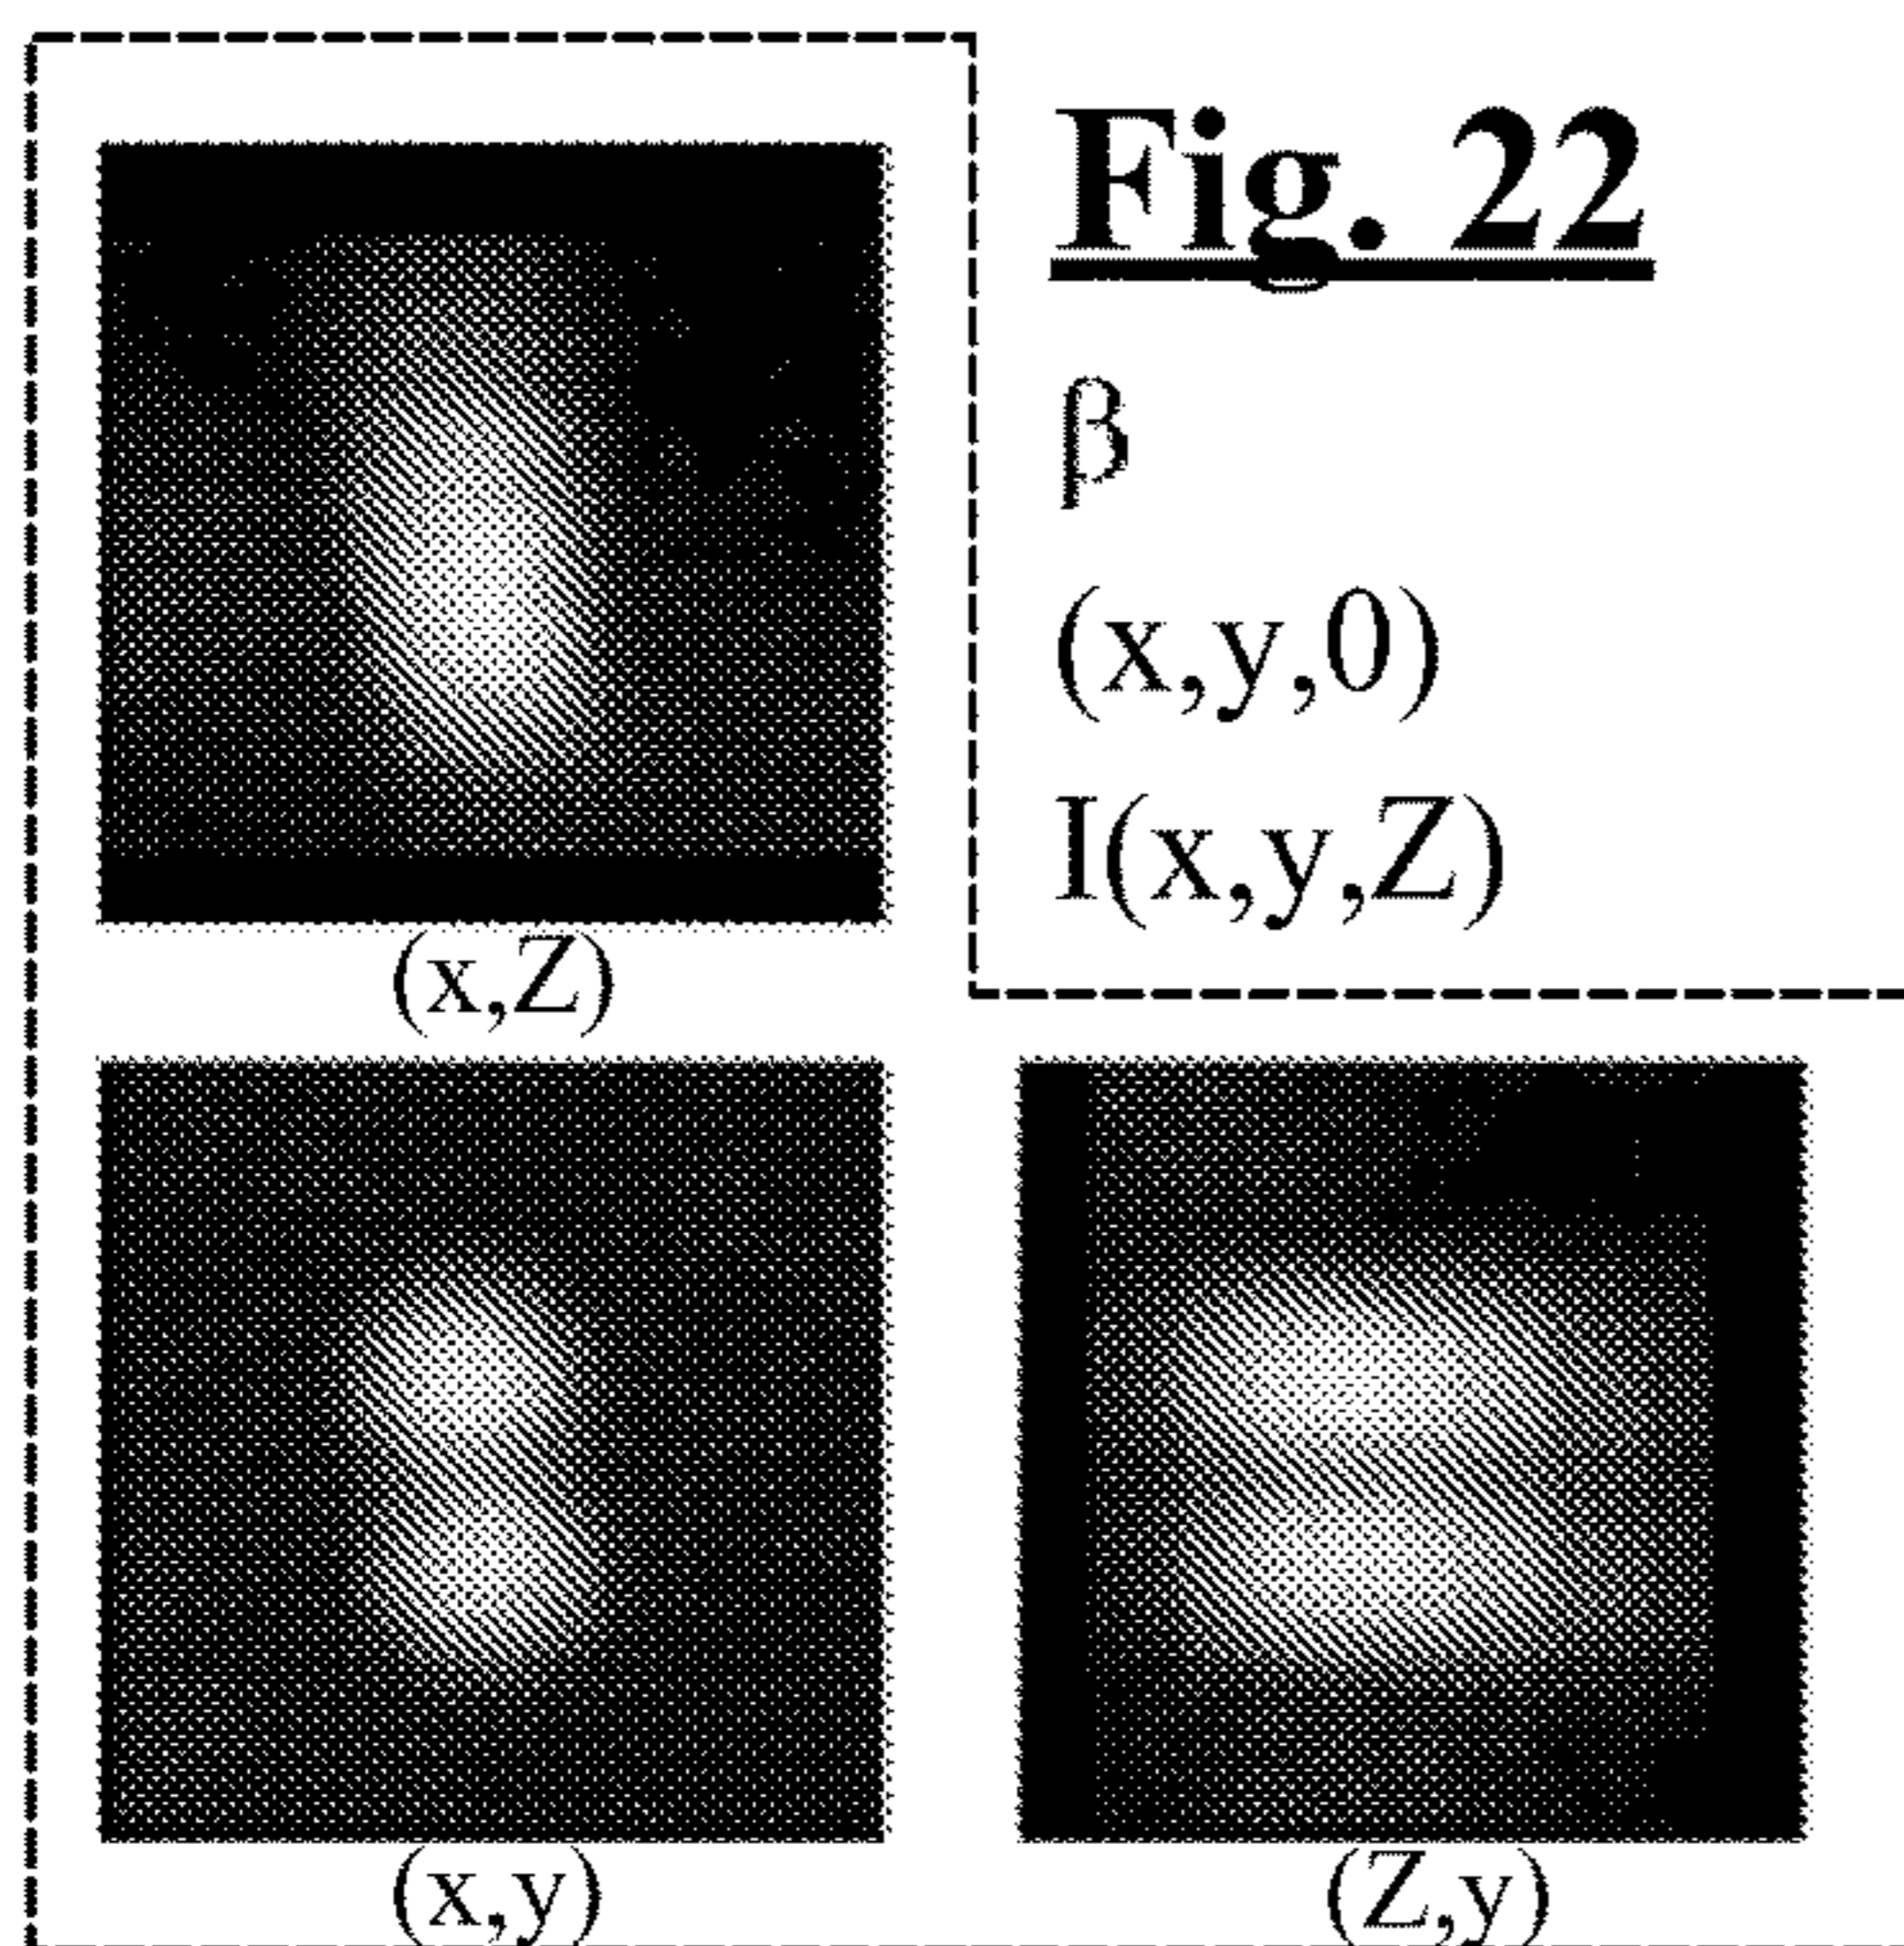 Fig. 22
β
(x,y,0)
I(x,y,Z)
(x,Z)
(x,y)
(Z,y)